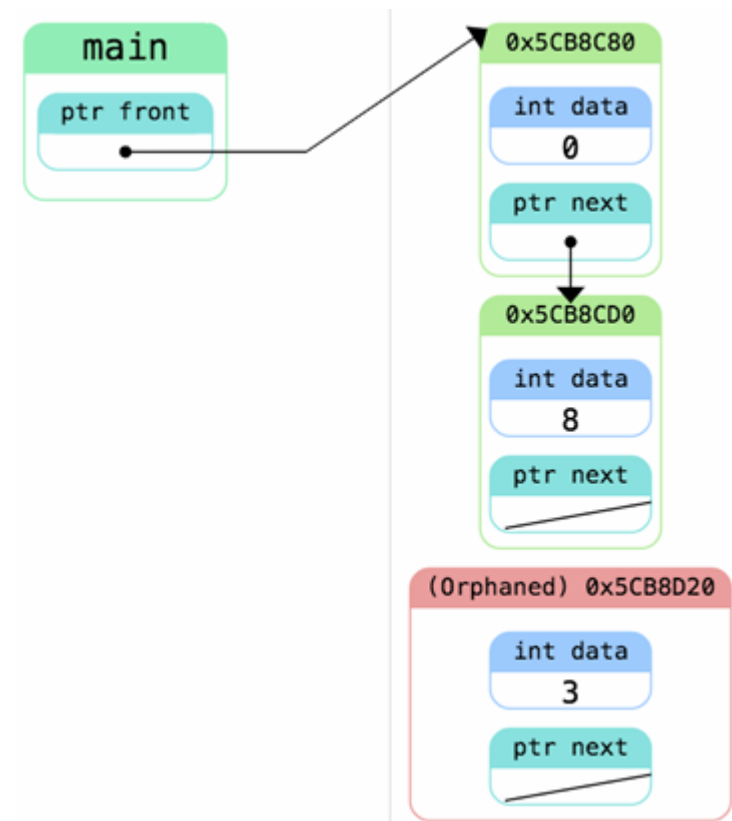 main
ptr front
0x5CB8C80
int data
0
ptr next
0x5CB8CD0
int data
8
ptr next
(Orphaned) 0x5CB8D20
int data
3
ptr next